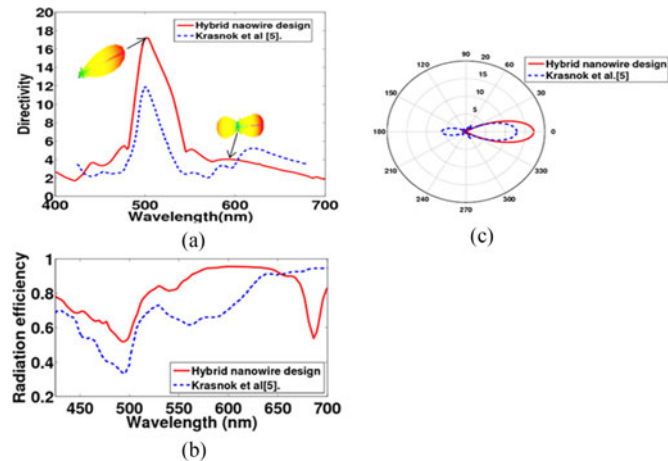 20
18
16
14
12
10
8
6
4
2
0
Directivity
Hybrid naowire design
Krasnok et al [5].
400 500 600 700
Wavelength(nm)
(a)
90
120 60
150 30
180 0
210 330
240 300
270
20
15
10
5
Hybrid nanowire design
Krasnok et al.[5]
(c)
1
0.8
0.6
0.4
0.2
Radiation efficiency
Hybrid nanowire design
Krasnok et al[5].
450 500 550 600 650 700
Wavelength (nm)
(b)